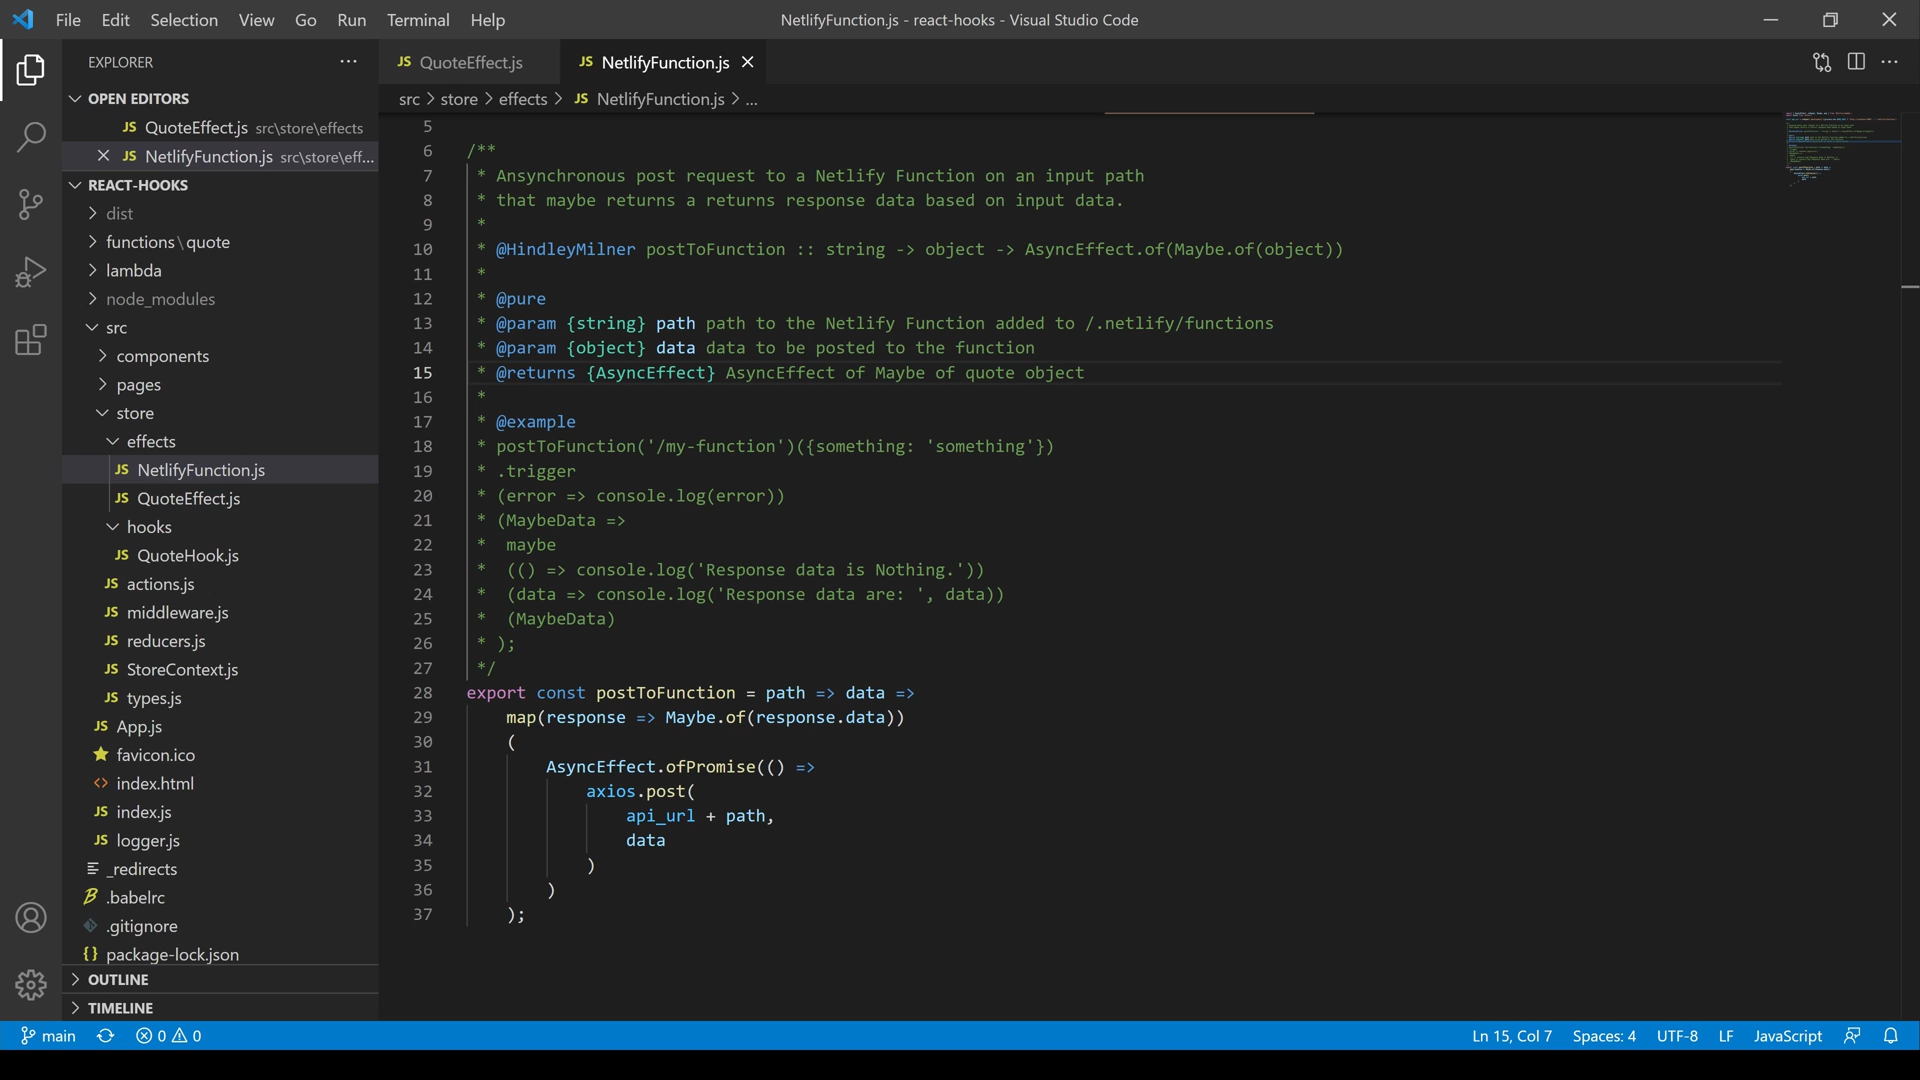 File Edit Selection View Go Run Terminal Help
NetlifyFunction.js - react-hooks - Visual Studio Code
EXPLORER
OPEN EDITORS
JS QuoteEffect.js src\store\effects
JS NetlifyFunction.js src\store\eff...
REACT-HOOKS
dist
functions\quote
lambda
node_modules
src
components
pages
store
effects
JS NetlifyFunction.js
JS QuoteEffect.js
hooks
JS QuoteHook.js
JS actions.js
JS middleware.js
JS reducers.js
JS StoreContext.js
JS types.js
JS App.js
favicon.ico
<> index.html
JS index.js
JS logger.js
_redirects
.babelrc
.gitignore
{} package-lock.json
OUTLINE
TIMELINE
JS QuoteEffect.js
JS NetlifyFunction.js
src > store > effects > JS NetlifyFunction.js > ...
5
6 /**
7 * Ansynchronous post request to a Netlify Function on an input path
8 * that maybe returns a returns response data based on input data.
9 *
10 * @HindleyMilner postToFunction :: string -> object -> AsyncEffect.of(Maybe.of(object))
11 *
12 * @pure
13 * @param {string} path path to the Netlify Function added to /.netlify/functions
14 * @param {object} data data to be posted to the function
15 * @returns {AsyncEffect} AsyncEffect of Maybe of quote object
16 *
17 * @example
18 * postToFunction('/my-function')({something: 'something'})
19 * .trigger
20 * (error => console.log(error))
21 * (MaybeData =>
22 *  maybe
23 *  (() => console.log('Response data is Nothing.'))
24 *  (data => console.log('Response data are: ', data))
25 *  (MaybeData)
26 * );
27 */
28 export const postToFunction = path => data =>
29     map(response => Maybe.of(response.data))
30     (
31         AsyncEffect.ofPromise(() =>
32             axios.post(
33                 api_url + path,
34                 data
35             )
36         )
37     );
main
0 0
Ln 15, Col 7
Spaces: 4
UTF-8
LF
JavaScript